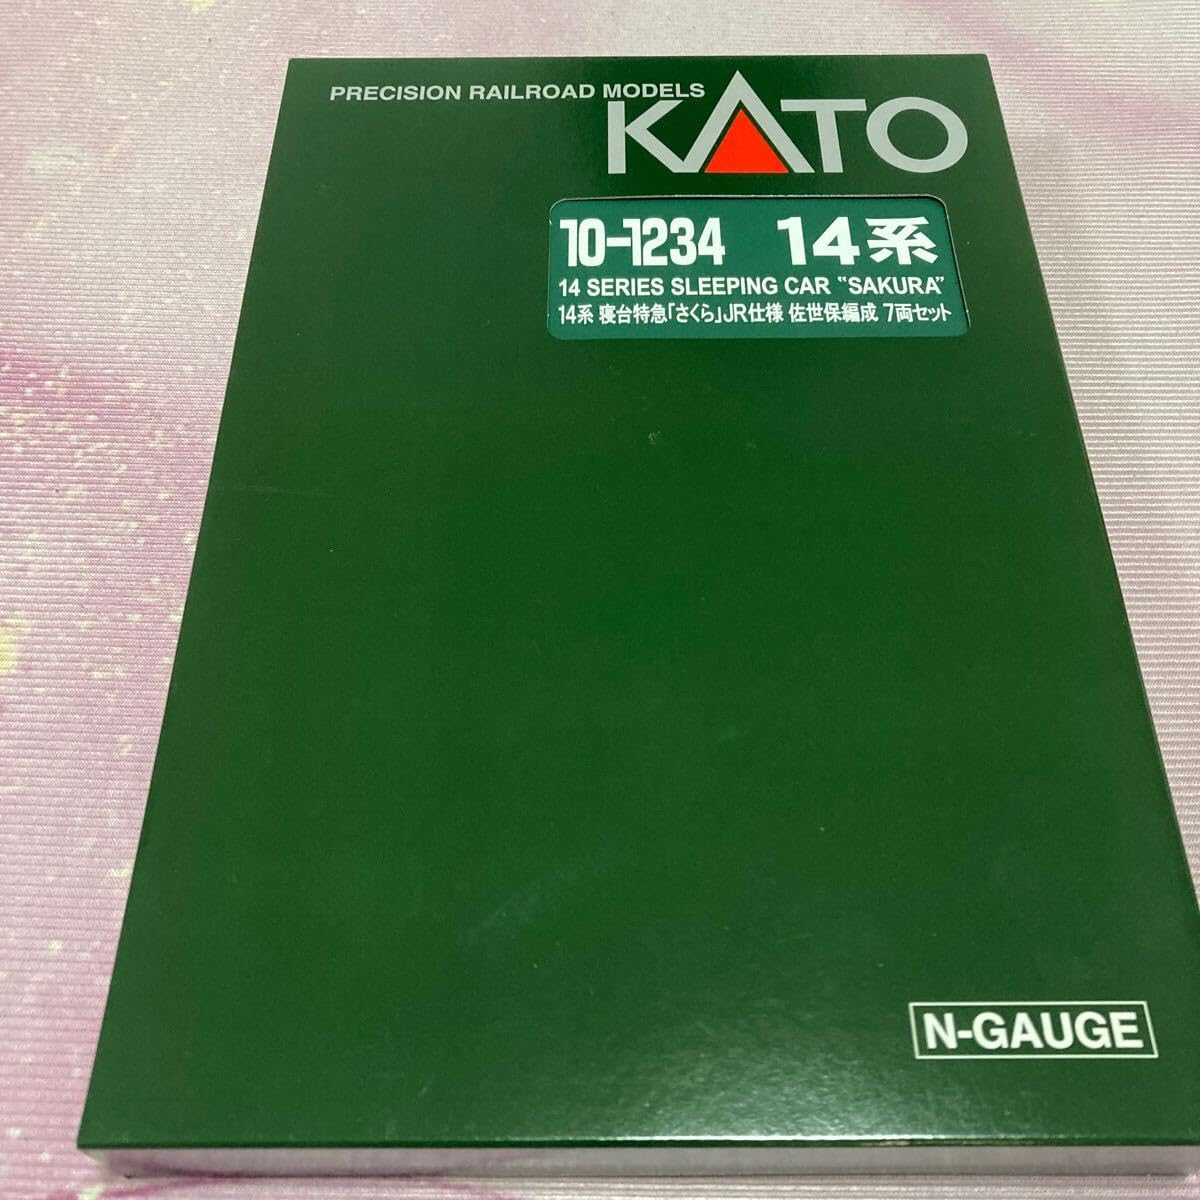 PRECISION RAILROAD MODELS
KATO
10-1234 14系
14 SERIES SLEEPING CAR "SAKURA"
14系 寝台特急「さくら」JR仕様 佐世保編成 7両セット
N-GAUGE